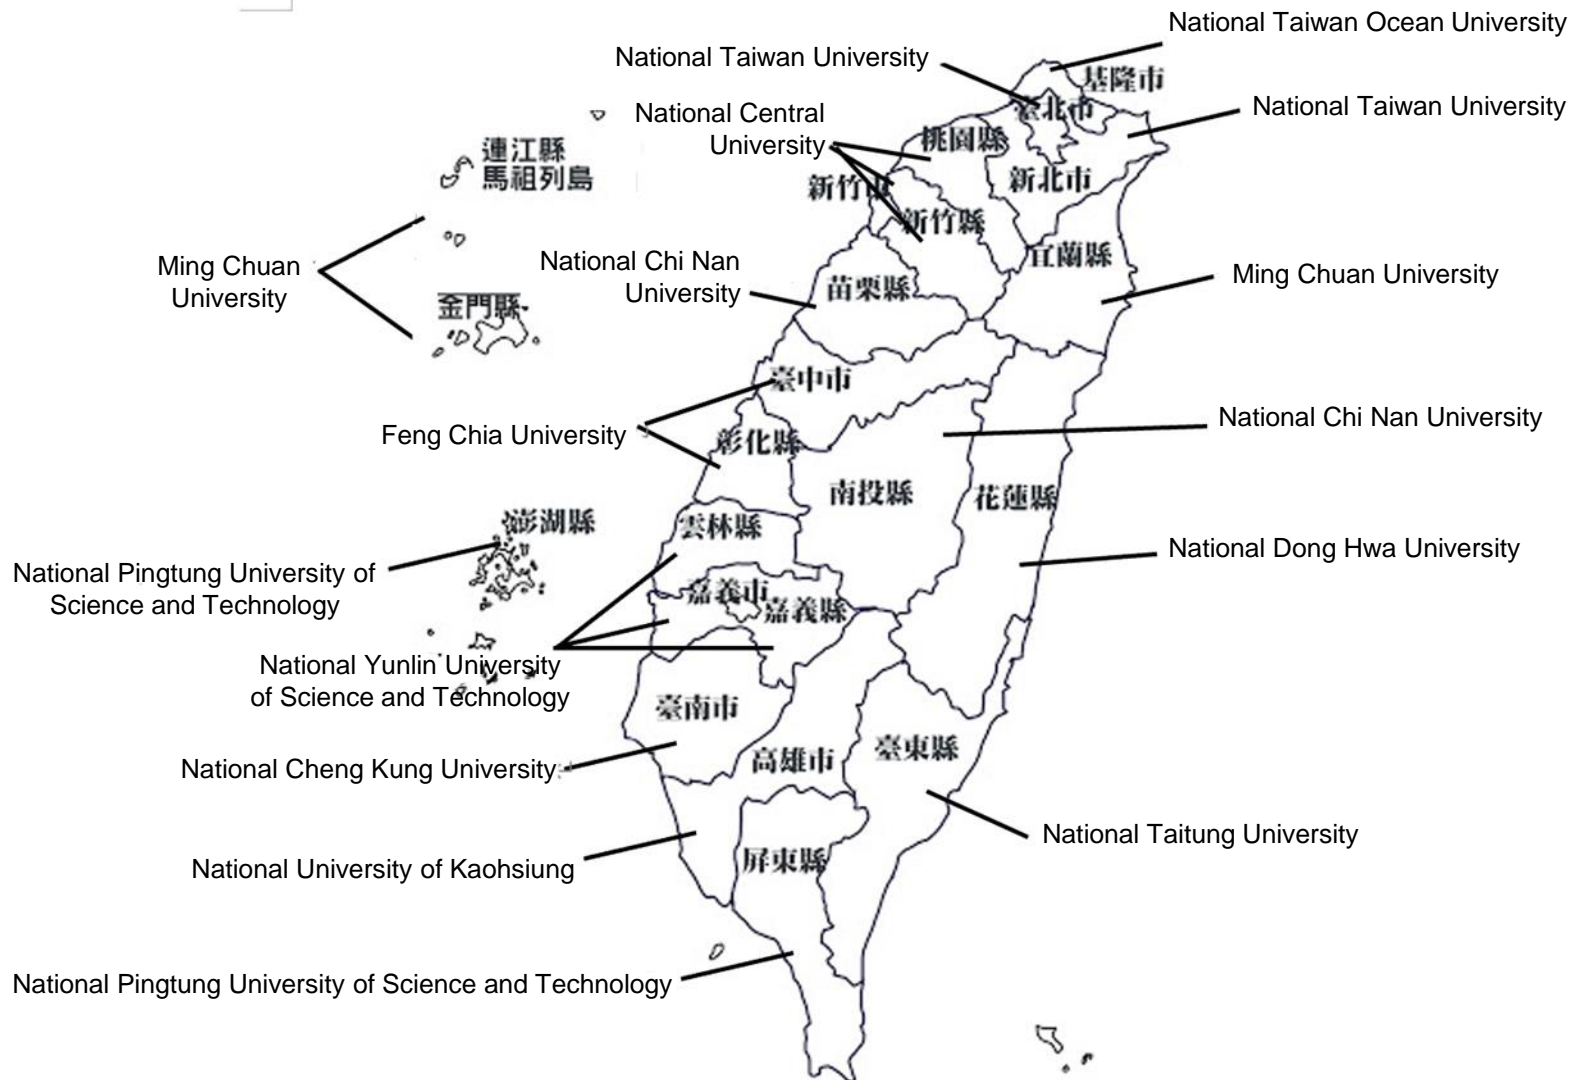 National Taiwan Ocean University
National Taiwan University
基隆市
臺北市
National Taiwan University
National Central
University
桃園縣
連江縣
馬祖列島
新竹市
新北市
新竹縣
Ming Chuan
University
National Chi Nan
University
宜蘭縣
Ming Chuan University
苗栗縣
金門縣
臺中市
Feng Chia University
彰化縣
National Chi Nan University
南投縣
花蓮縣
澎湖縣
雲林縣
National Dong Hwa University
National Pingtung University of
Science and Technology
嘉義市
嘉義縣
National Yunlin University
of Science and Technology
臺南市
National Cheng Kung University
高雄市
臺東縣
National Taitung University
National University of Kaohsiung
屏東縣
National Pingtung University of Science and Technology